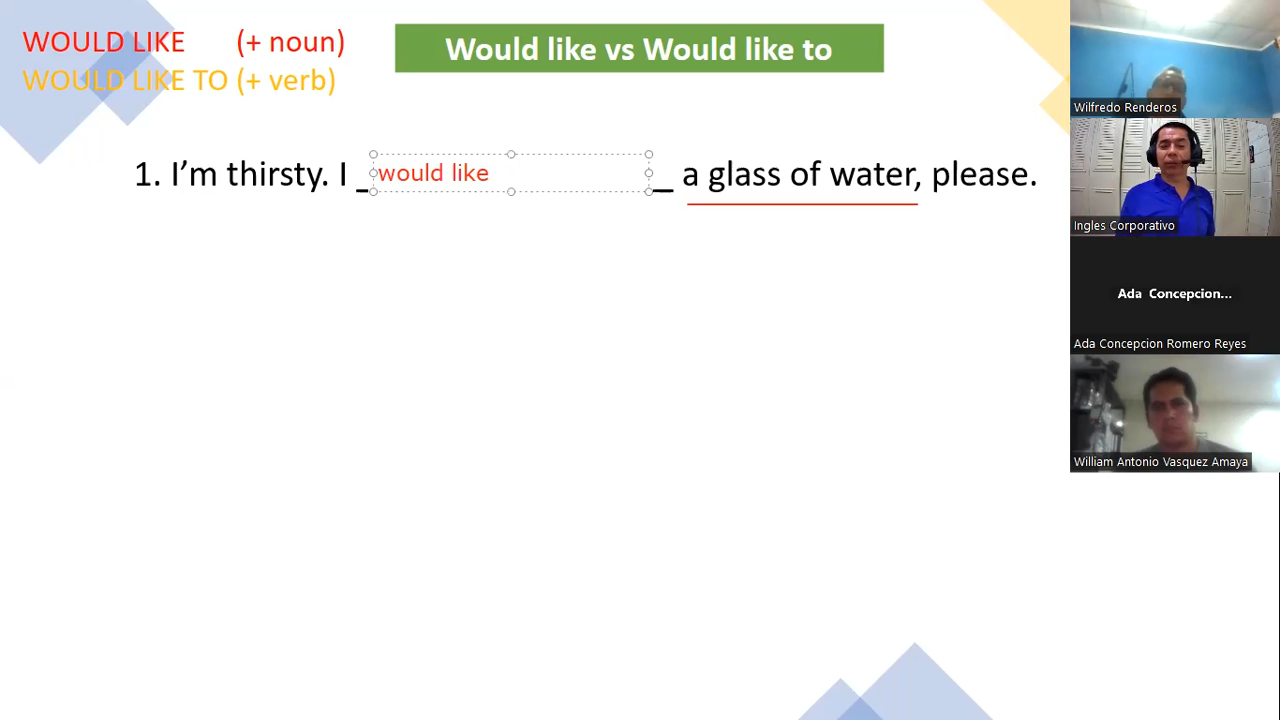 WOULD LIKE (+ noun)
WOULD LIKE TO (+ verb)
Would like vs Would like to
1. I’m thirsty. I _would like_ a glass of water, please.
Wilfredo Renderos
Ingles Corporativo
Ada Concepcion...
Ada Concepcion Romero Reyes
William Antonio Vasquez Amaya